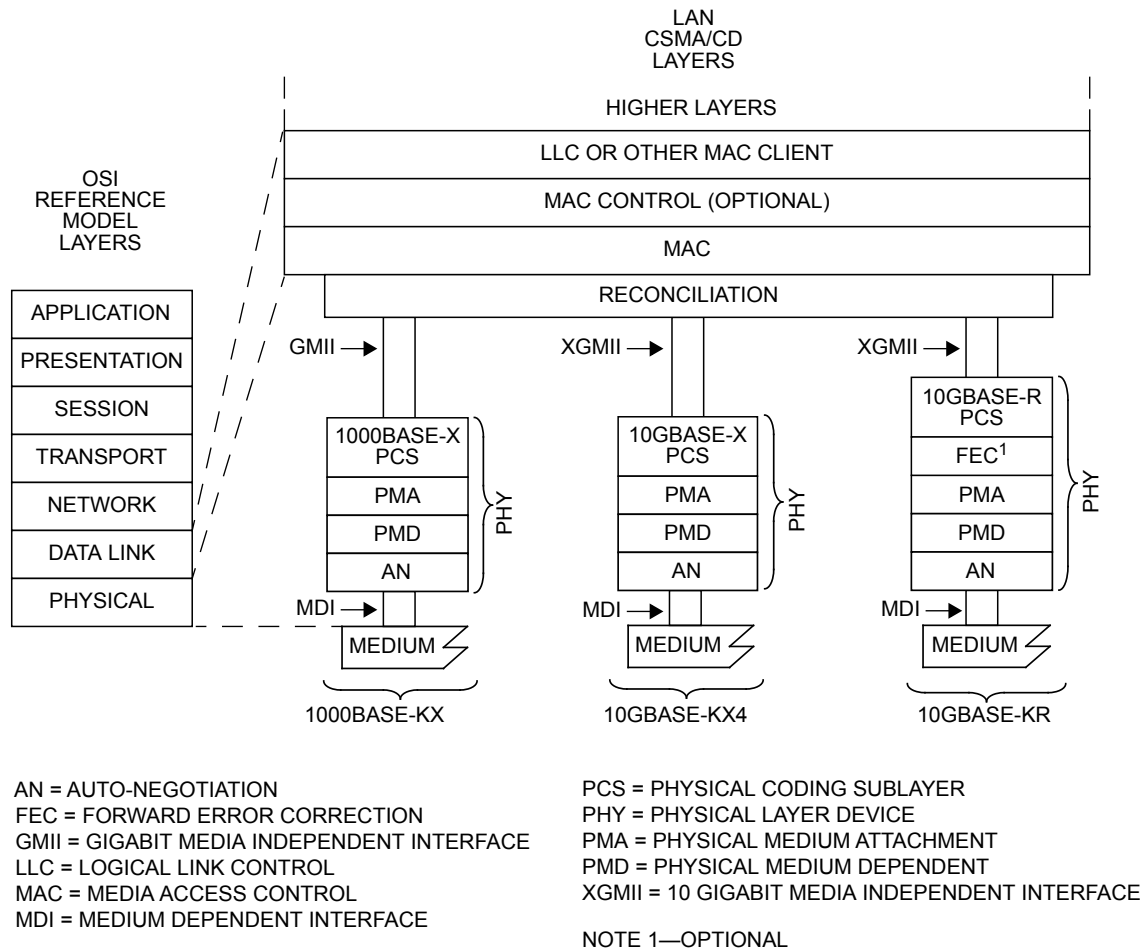 LAN
CSMA/CD
LAYERS
HIGHER LAYERS
LLC OR OTHER MAC CLIENT
MAC CONTROL (OPTIONAL)
MAC
RECONCILIATION
OSI
REFERENCE
MODEL
LAYERS
APPLICATION
PRESENTATION
SESSION
TRANSPORT
NETWORK
DATA LINK
PHYSICAL
GMII
1000BASE-X
PCS
PMA
PMD
AN
PHY
MDI
MEDIUM
1000BASE-KX
XGMII
10GBASE-X
PCS
PMA
PMD
AN
PHY
MDI
MEDIUM
10GBASE-KX4
XGMII
10GBASE-R
PCS
FEC1
PMA
PMD
AN
PHY
MDI
MEDIUM
10GBASE-KR
AN = AUTO-NEGOTIATION
FEC = FORWARD ERROR CORRECTION
GMII = GIGABIT MEDIA INDEPENDENT INTERFACE
LLC = LOGICAL LINK CONTROL
MAC = MEDIA ACCESS CONTROL
MDI = MEDIUM DEPENDENT INTERFACE
PCS = PHYSICAL CODING SUBLAYER
PHY = PHYSICAL LAYER DEVICE
PMA = PHYSICAL MEDIUM ATTACHMENT
PMD = PHYSICAL MEDIUM DEPENDENT
XGMII = 10 GIGABIT MEDIA INDEPENDENT INTERFACE
NOTE 1—OPTIONAL